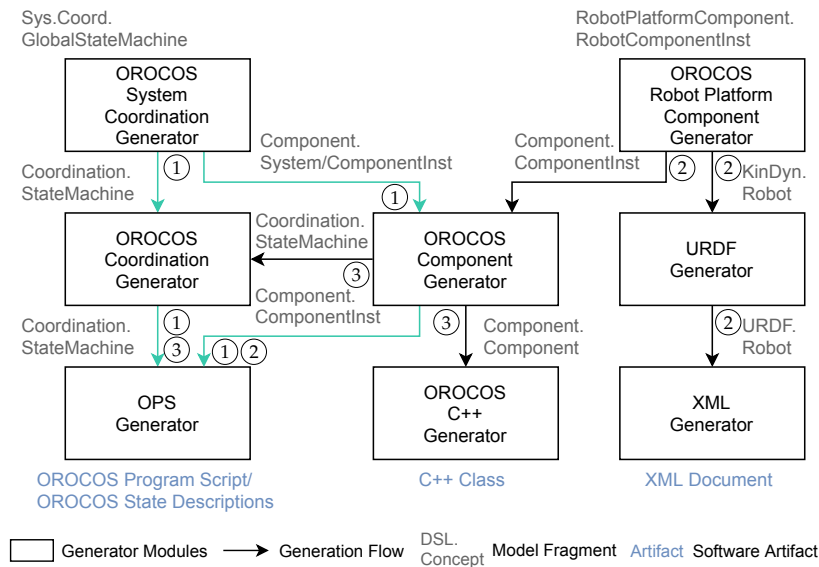 Sys.Coord.
GlobalStateMachine
RobotPlatformComponent.
RobotComponentInst
OROCOS
System
Coordination
Generator
OROCOS
Robot Platform
Component
Generator
Component.
System/ComponentInst
Component.
ComponentInst
Coordination.
StateMachine
1
1
2
2
KinDyn.
Robot
OROCOS
Coordination
Generator
Coordination.
StateMachine
3
OROCOS
Component
Generator
URDF
Generator
Component.
ComponentInst
Coordination.
StateMachine
1
3
1
2
3
Component.
Component
2
URDF.
Robot
OPS
Generator
OROCOS
C++
Generator
XML
Generator
OROCOS Program Script/
OROCOS State Descriptions
C++ Class
XML Document
Generator Modules
Generation Flow
DSL.
Concept
Model Fragment
Artifact
Software Artifact